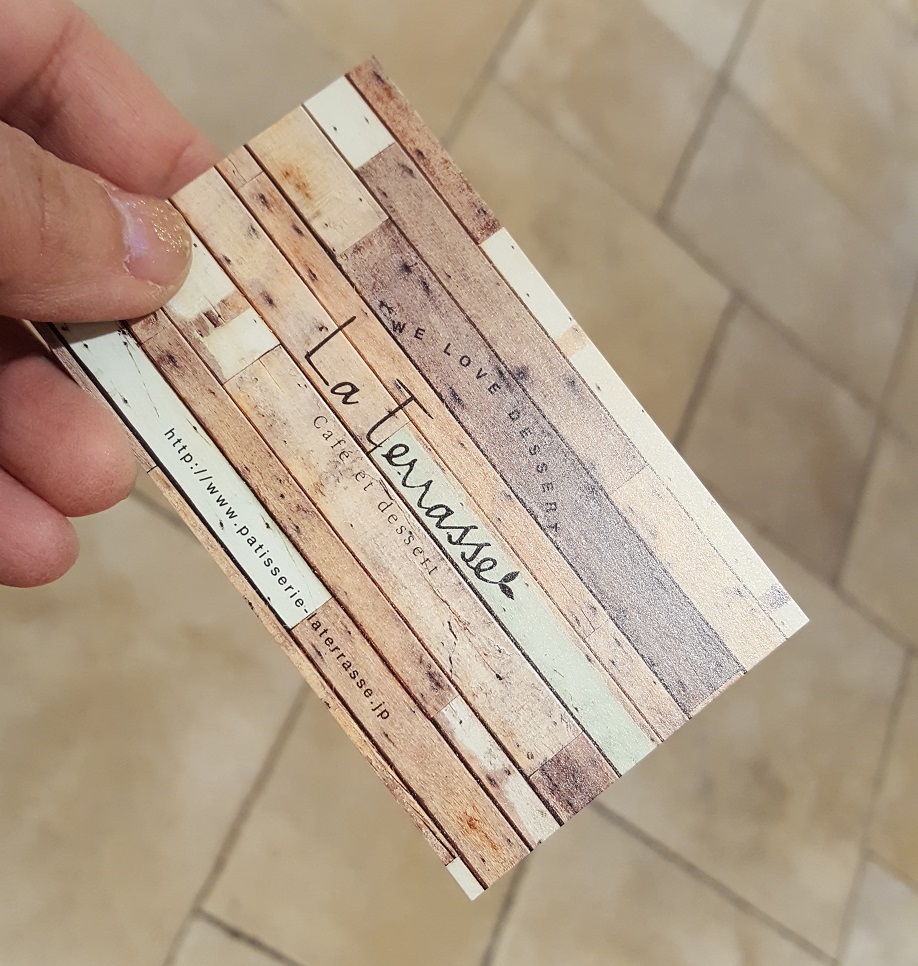 WE LOVE DESSERT
La Terrasse
Café et dessert
http://www.patisserie-laterrasse.jp